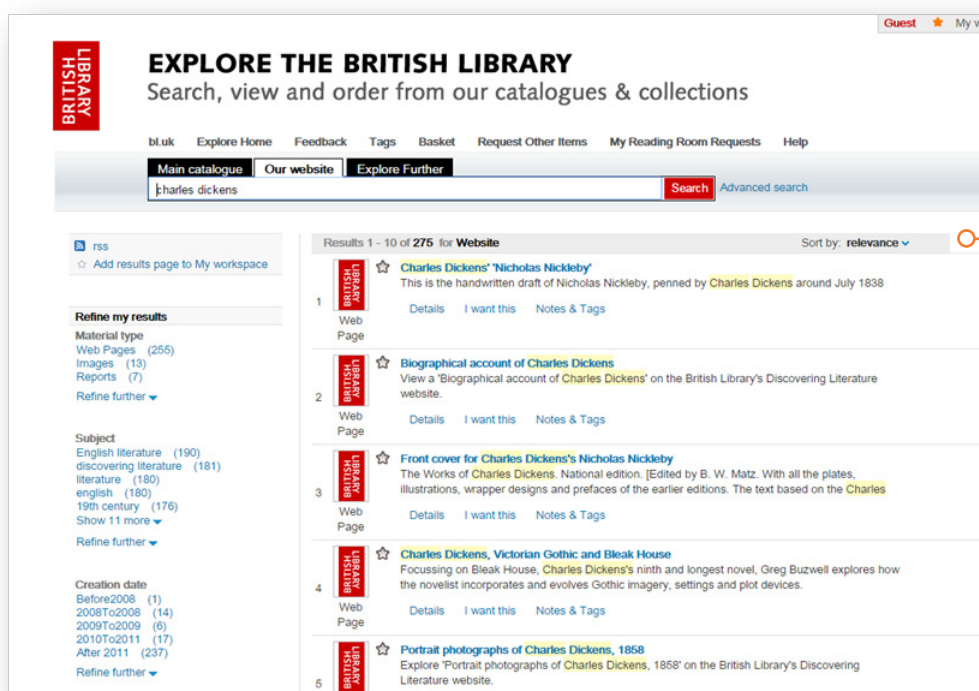 Guest My
LIBRARY
BRITISH
EXPLORE THE BRITISH LIBRARY
Search, view and order from our catalogues & collections
bl.uk Explore Home Feedback Tags Basket Request Other Items My Reading Room Requests Help
Main catalogue Our website Explore Further
charles dickens Search Advanced search
rss
Add results page to My workspace
Refine my results
Material type
Web Pages (255)
Images (13)
Reports (7)
Refine further
Subject
English literature (190)
discovering literature (181)
literature (180)
english (180)
19th century (176)
Show 11 more
Refine further
Creation date
Before2008 (1)
2008To2008 (14)
2009To2009 (6)
2010To2011 (17)
After 2011 (237)
Refine further
Results 1 - 10 of 275 for Website Sort by: relevance
1
LIBRARY
BRITISH
Web
Page
Charles Dickens' 'Nicholas Nickleby'
This is the handwritten draft of Nicholas Nickleby, penned by Charles Dickens around July 1838
Details I want this Notes & Tags
2
LIBRARY
BRITISH
Web
Page
Biographical account of Charles Dickens
View a 'Biographical account of Charles Dickens' on the British Library's Discovering Literature
website.
Details I want this Notes & Tags
3
LIBRARY
BRITISH
Web
Page
Front cover for Charles Dickens's Nicholas Nickleby
The Works of Charles Dickens. National edition. [Edited by B. W. Matz. With all the plates,
illustrations, wrapper designs and prefaces of the earlier editions. The text based on the Charles
Details I want this Notes & Tags
4
LIBRARY
BRITISH
Web
Page
Charles Dickens, Victorian Gothic and Bleak House
Focussing on Bleak House, Charles Dickens's ninth and longest novel, Greg Buzwell explores how
the novelist incorporates and evolves Gothic imagery, settings and plot devices.
Details I want this Notes & Tags
5
LIBRARY
BRITISH
Portrait photographs of Charles Dickens, 1858
Explore 'Portrait photographs of Charles Dickens, 1858' on the British Library's Discovering
Literature website.